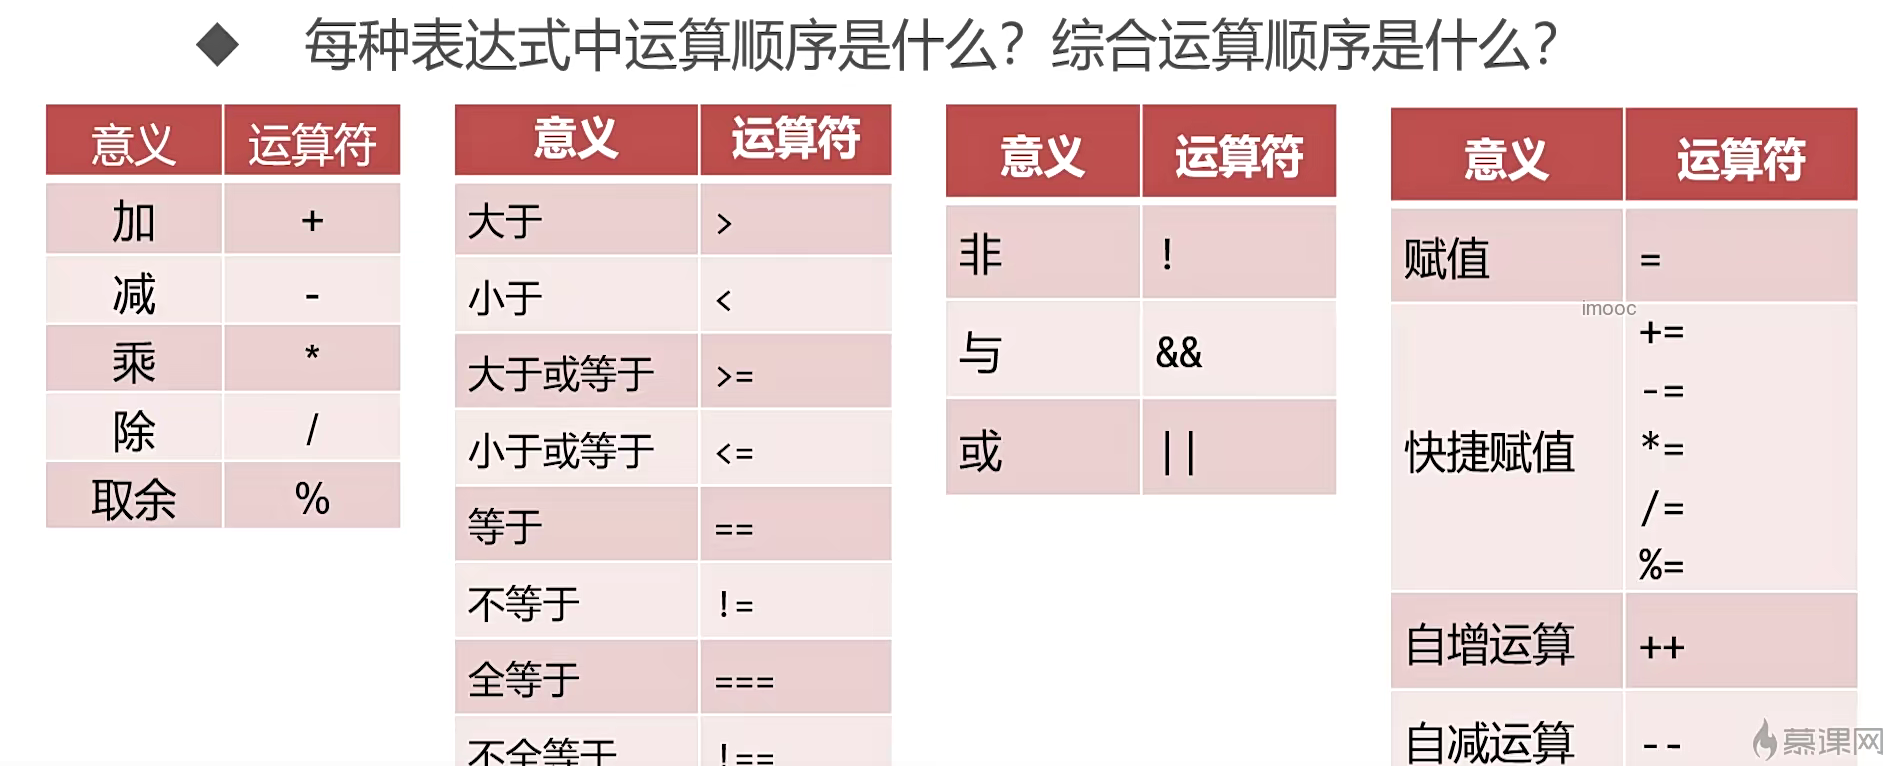 ◆ 每种表达式中运算顺序是什么？综合运算顺序是什么？
意义 运算符
加 +
减 -
乘 *
除 /
取余 %
意义 运算符
大于 >
小于 <
大于或等于 >=
小于或等于 <=
等于 ==
不等于 !=
全等于 ===
不全等于 !==
意义 运算符
非 !
与 &&
或 ||
意义 运算符
赋值 =
imooc
快捷赋值 +=
-=
*=
/=
%=
自增运算 ++
自减运算 --
慕课网